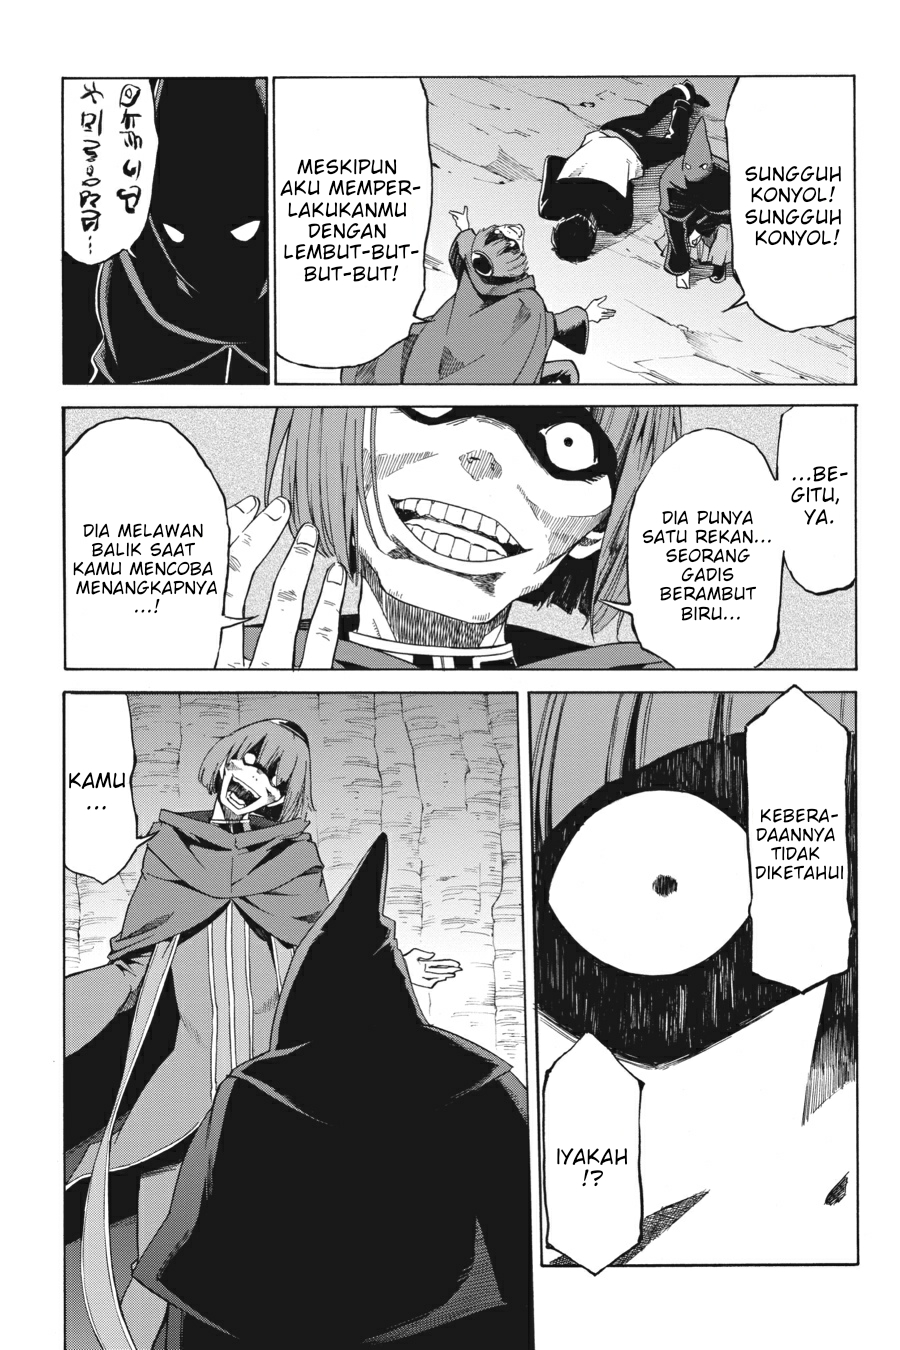 SUNGGUH
KONYOL!
SUNGGUH
KONYOL!
MESKIPUN
AKU MEMPER-
LAKUKANMU
DENGAN
LEMBUT-BUT-
BUT-BUT!
...BE-
GITU,
YA.
DIA PUNYA
SATU REKAN...
SEORANG
GADIS
BERAMBUT
BIRU...
DIA MELAWAN
BALIK SAAT
KAMU MENCOBA
MENANGKAPNYA
...!
KEBERA-
DAANNYA
TIDAK
DIKETAHUI
IYAKAH
!?
KAMU
...